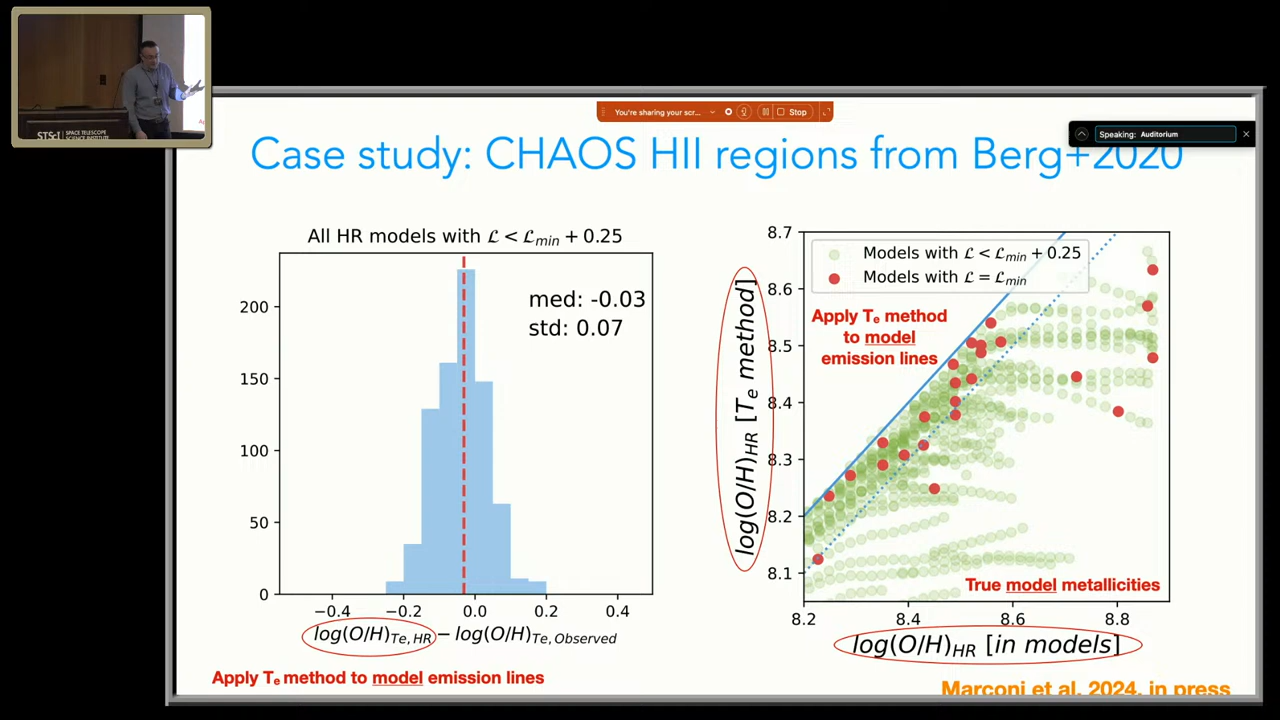 STScI | SPACE TELESCOPE SCIENCE INSTITUTE
You're sharing your scr...
Stop
Speaking: Auditorium
Case study: CHAOS HII regions from Berg+2020
All HR models with ℒ < ℒmin + 0.25
med: -0.03
std: 0.07
200
150
100
50
0
−0.4 −0.2 0.0 0.2 0.4
log(O/H)Te,HR − log(O/H)Te,Observed
Apply Te method to model emission lines
8.7
8.6
8.5
8.4
8.3
8.2
8.1
log(O/H)HR [Te method]
Models with ℒ < ℒmin + 0.25
Models with ℒ = ℒmin
Apply Te method
to model
emission lines
True model metallicities
8.2 8.4 8.6 8.8
log(O/H)HR [in models]
Marconi et al. 2024, in press